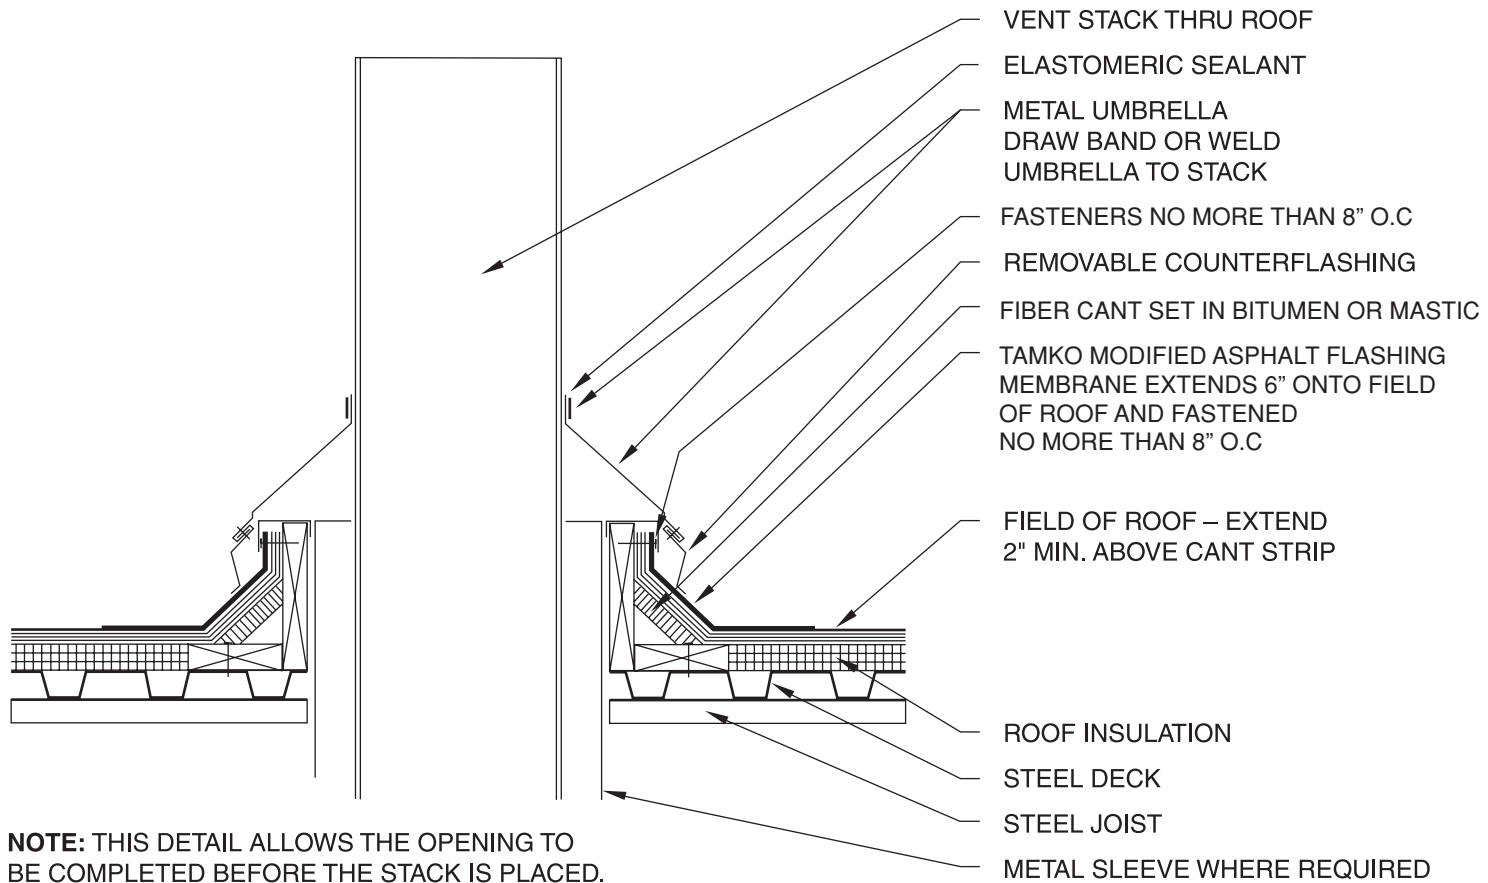 VENT STACK THRU ROOF
ELASTOMERIC SEALANT
METAL UMBRELLA
DRAW BAND OR WELD
UMBRELLA TO STACK
FASTENERS NO MORE THAN 8” O.C
REMOVABLE COUNTERFLASHING
FIBER CANT SET IN BITUMEN OR MASTIC
TAMKO MODIFIED ASPHALT FLASHING
MEMBRANE EXTENDS 6” ONTO FIELD
OF ROOF AND FASTENED
NO MORE THAN 8” O.C
FIELD OF ROOF – EXTEND
2" MIN. ABOVE CANT STRIP
ROOF INSULATION
STEEL DECK
STEEL JOIST
METAL SLEEVE WHERE REQUIRED
NOTE: THIS DETAIL ALLOWS THE OPENING TO
BE COMPLETED BEFORE THE STACK IS PLACED.